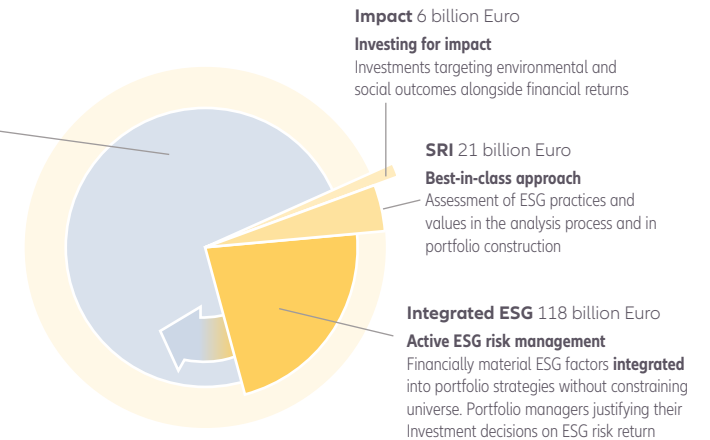 Impact 6 billion Euro
Investing for impact
Investments targeting environmental and
social outcomes alongside financial returns
SRI 21 billion Euro
Best-in-class approach
Assessment of ESG practices and
values in the analysis process and in
portfolio construction
Integrated ESG 118 billion Euro
Active ESG risk management
Financially material ESG factors integrated
into portfolio strategies without constraining
universe. Portfolio managers justifying their
Investment decisions on ESG risk return